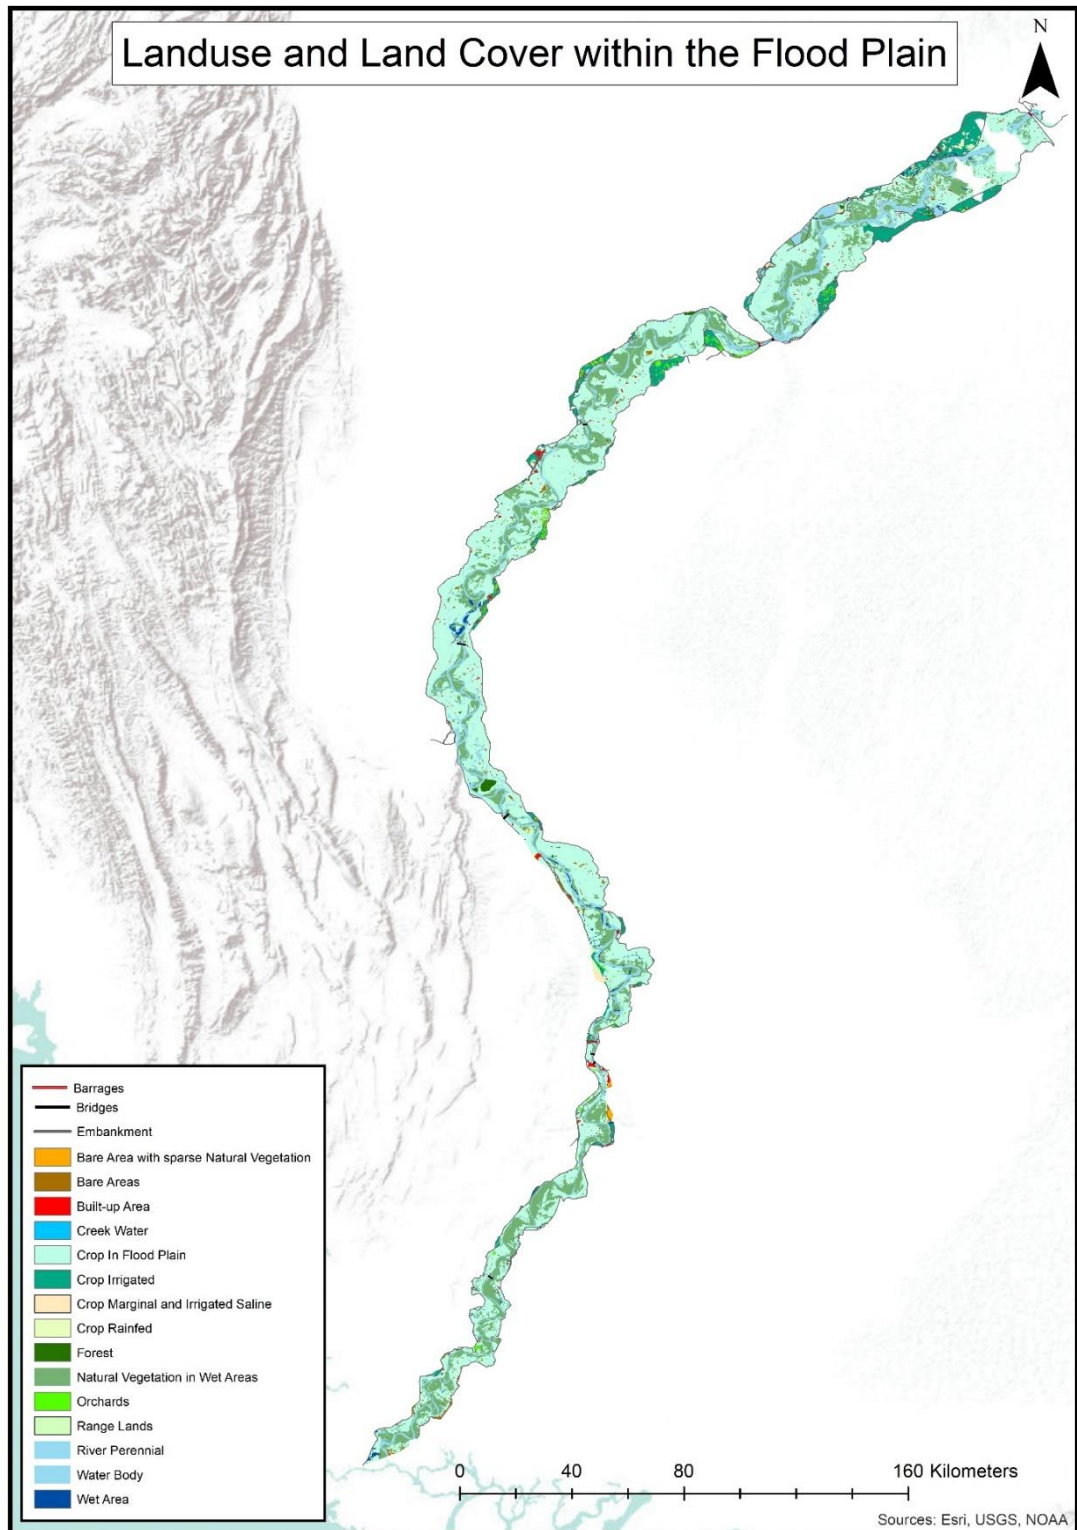 Landuse and Land Cover within the Flood Plain
N
Barrages
Bridges
Embankment
Bare Area with sparse Natural Vegetation
Bare Areas
Built-up Area
Creek Water
Crop In Flood Plain
Crop Irrigated
Crop Marginal and Irrigated Saline
Crop Rainfed
Forest
Natural Vegetation in Wet Areas
Orchards
Range Lands
River Perennial
Water Body
Wet Area
0 40 80 160 Kilometers
Sources: Esri, USGS, NOAA